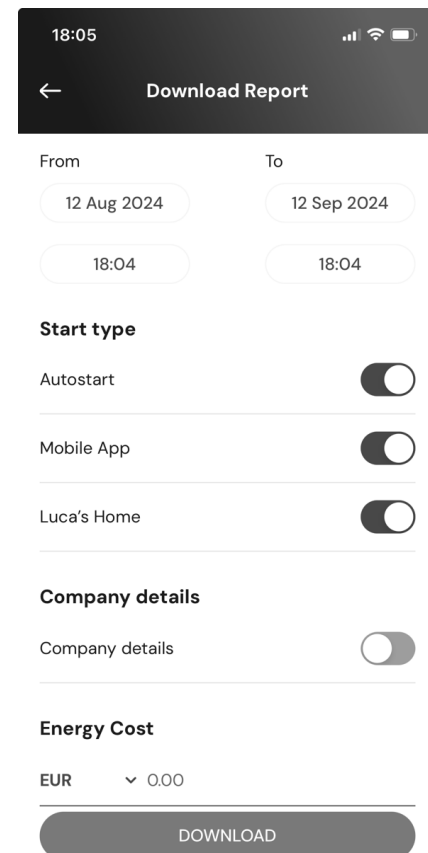 18:05
Download Report
From To
12 Aug 2024 12 Sep 2024
18:04 18:04
Start type
Autostart
Mobile App
Luca’s Home
Company details
Company details
Energy Cost
EUR 0.00
DOWNLOAD